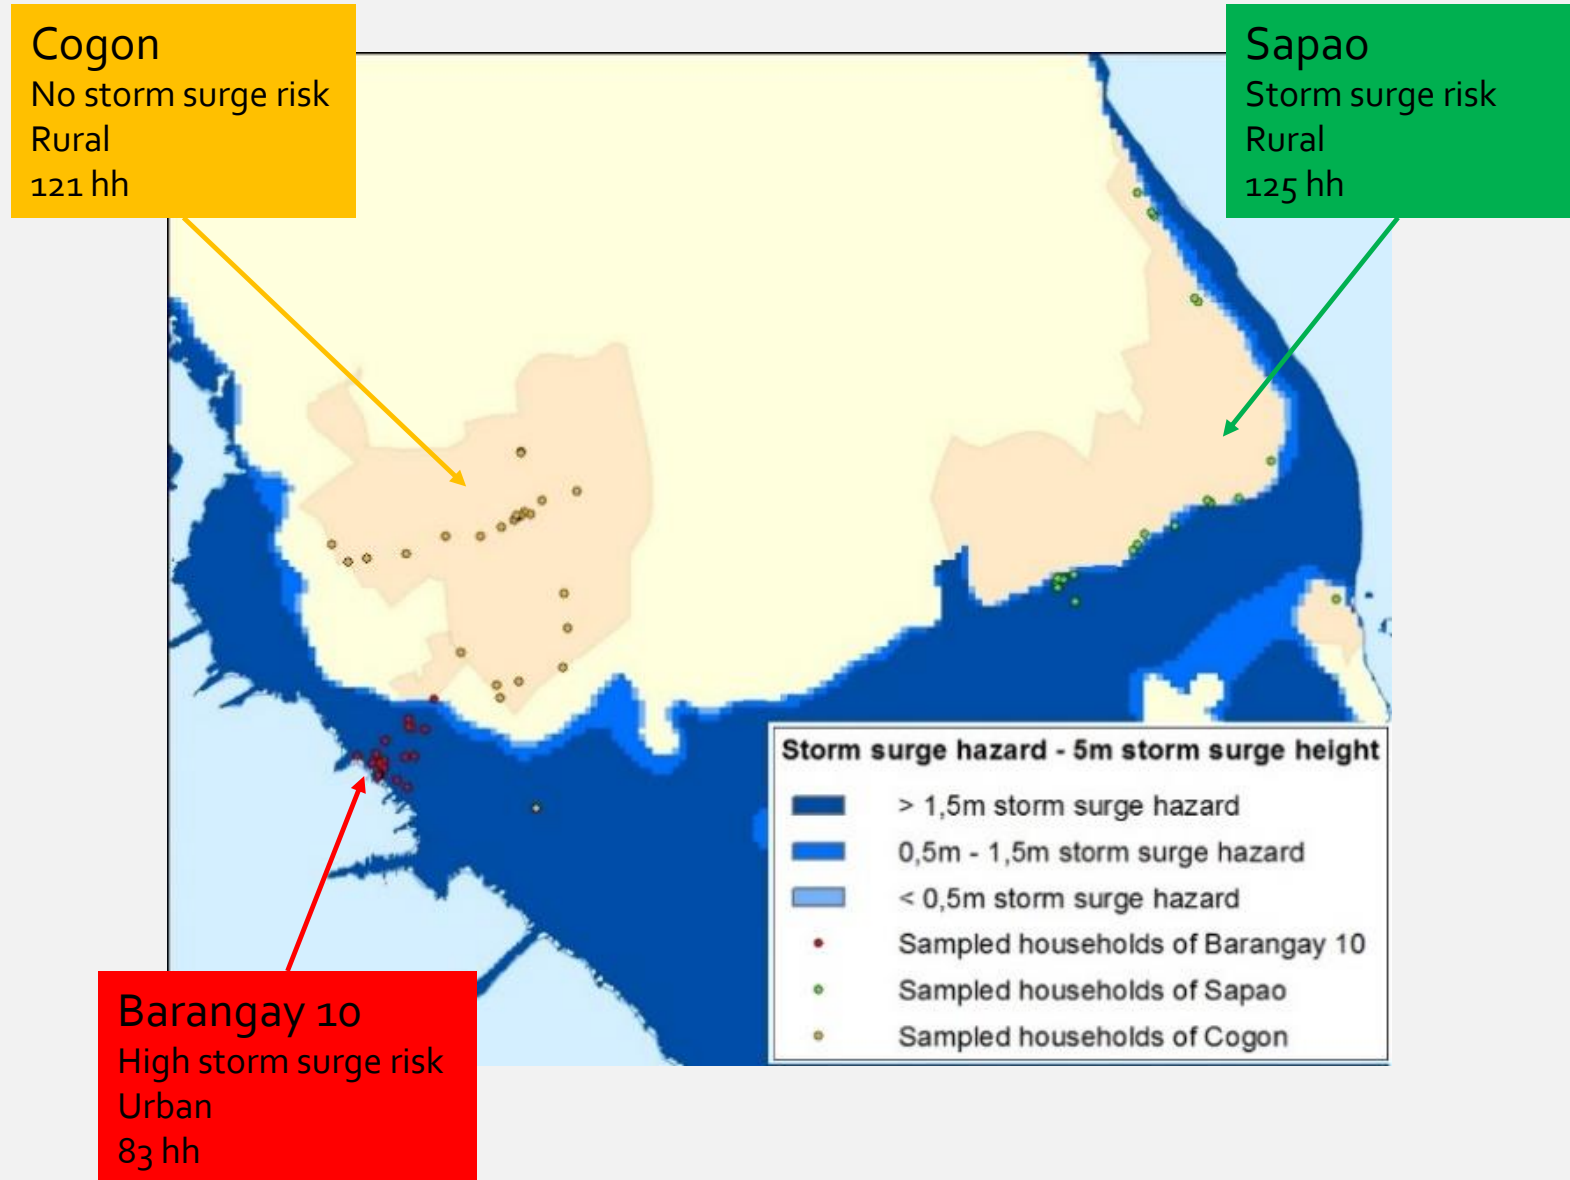 Cogon
No storm surge risk
Rural
121 hh
Sapao
Storm surge risk
Rural
125 hh
Storm surge hazard - 5m storm surge height
> 1,5m storm surge hazard
0,5m - 1,5m storm surge hazard
< 0,5m storm surge hazard
Sampled households of Barangay 10
Sampled households of Sapao
Sampled households of Cogon
Barangay 10
High storm surge risk
Urban
83 hh